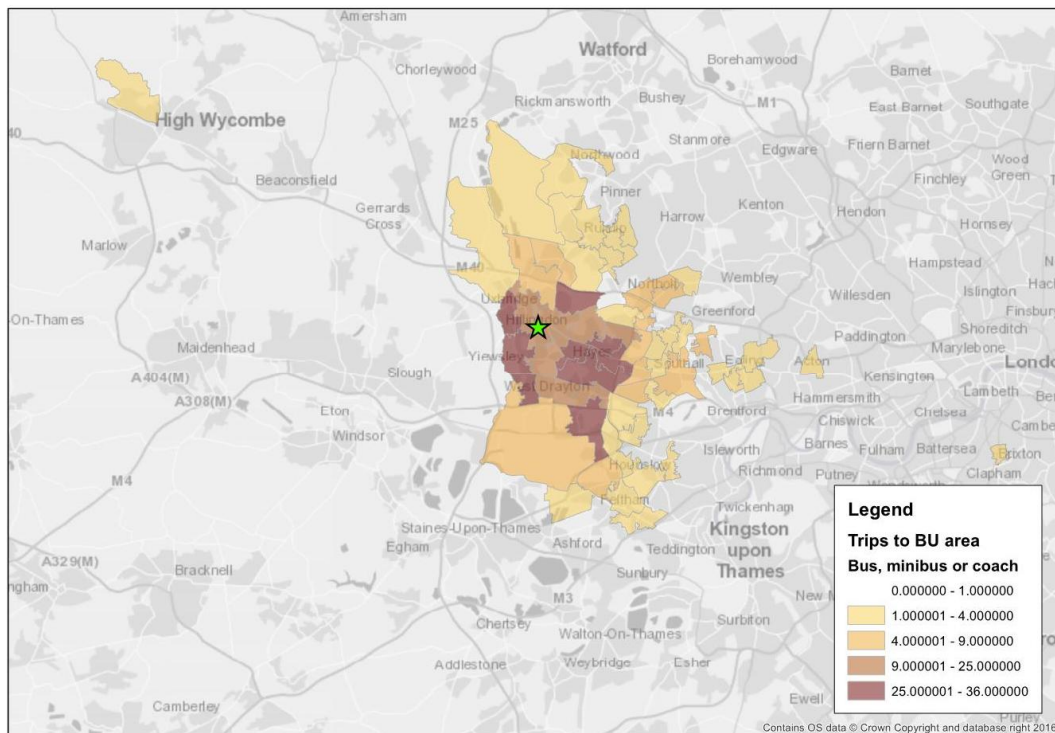 Amersham
Watford
Borehamwood
Barnet
Chorleywood
M1
Rickmansworth
Bushey
East Barnet
Southgate
High Wycombe
M25
Stanmore
Edgware
Friern Barnet
40
Northwood
Wood
Green
Beaconsfield
Pinner
Finchley
Gerrards
Cross
Harrow
Kenton
Hendon
Hornsey
Marlow
Ruislip
Hampstead
M40
Wembley
Northolt
Islington
Uxbridge
Willesden
Finsbury
-On-Thames
Hillingdon
Greenford
Shoreditch
Maidenhead
Yiewsley
Hayes
Paddington
Marylebone
Slough
Southall
Ealing
Acton
A404(M)
West Drayton
Kensington
Lambeth
A308(M)
Eton
M4
Brentford
Hammersmith
Chiswick
Chelsea
Windsor
Isleworth
Barnes
Fulham
Battersea
Brixton
M4
Hounslow
Richmond
Putney
Clapham
Feltham
Staines-Upon-Thames
Twickenham
Ashford
Kingston
upon
Thames
A329(M)
Egham
Teddington
Bracknell
Sunbury
M3
Chertsey
Walton-On-Thames
Surbiton
Addlestone
Weybridge
Esher
Camberley
Ewell
Purley
Legend
Trips to BU area
Bus, minibus or coach
0.000000 - 1.000000
1.000001 - 4.000000
4.000001 - 9.000000
9.000001 - 25.000000
25.000001 - 36.000000
Contains OS data © Crown Copyright and database right 2016